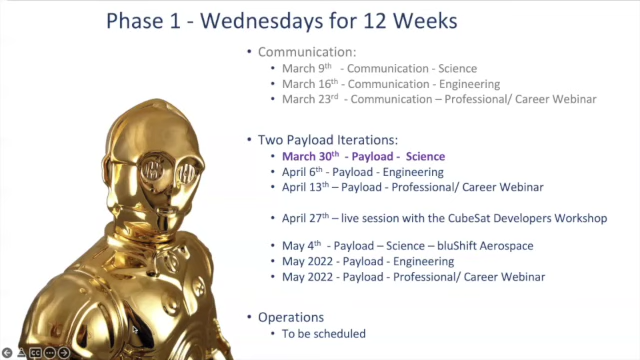 Phase 1 - Wednesdays for 12 Weeks
• Communication:
• March 9th - Communication - Science
• March 16th - Communication - Engineering
• March 23rd - Communication – Professional/ Career Webinar
• Two Payload Iterations:
• March 30th - Payload - Science
• April 6th - Payload - Engineering
• April 13th – Payload - Professional/ Career Webinar
• April 27th – live session with the CubeSat Developers Workshop
• May 4th - Payload – Science – bluShift Aerospace
• May 2022 - Payload - Engineering
• May 2022 - Payload - Professional/ Career Webinar
• Operations
• To be scheduled
CC